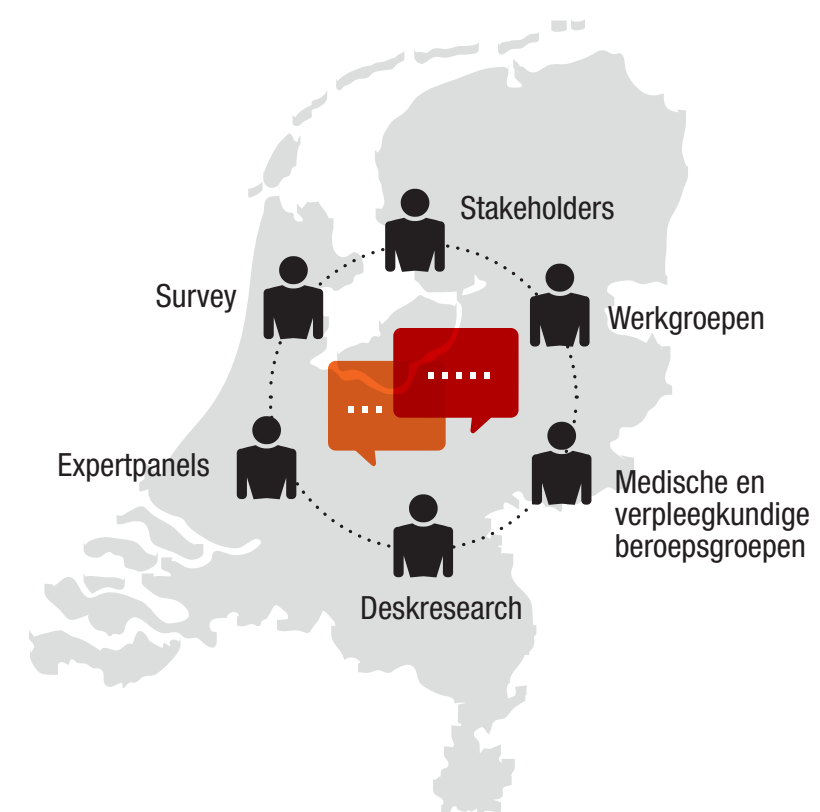 Stakeholders
Survey
Werkgroepen
Expertpanels
Medische en
verpleegkundige
beroepsgroepen
Deskresearch